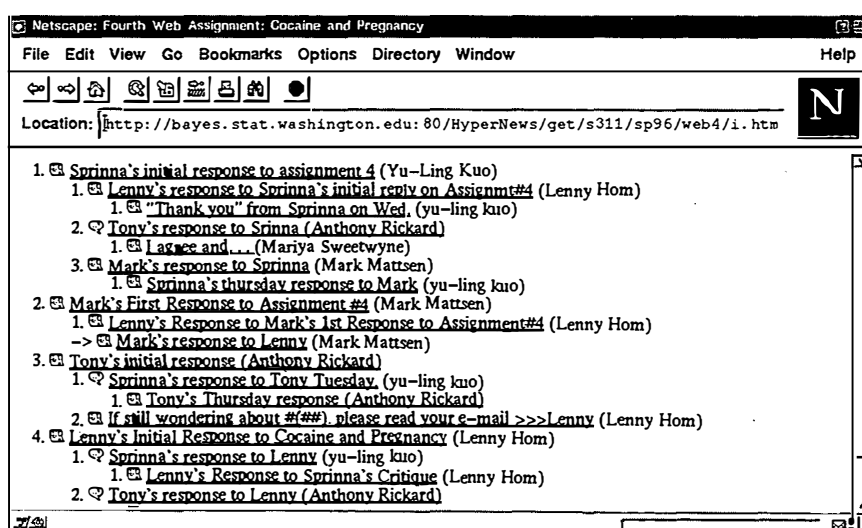 Netscape: Fourth Web Assignment: Cocaine and Pregnancy
File Edit View Go Bookmarks Options Directory Window Help
N
Location: http://bayes.stat.washington.edu:80/HyperNews/get/s311/sp96/web4/i.htm
1. Sprinna's initial response to assignment 4 (Yu-Ling Kuo)
1. Lenny's response to Sprinna's initial reply on Assignmt#4 (Lenny Hom)
1. "Thank you" from Sprinna on Wed. (yu-ling kuo)
2. Tony's response to Srinna (Anthony Rickard)
1. I agree and... (Mariya Sweetwyne)
3. Mark's response to Sprinna (Mark Mattsen)
1. Sprinna's thursday response to Mark (yu-ling kuo)
2. Mark's First Response to Assignment #4 (Mark Mattsen)
1. Lenny's Response to Mark's 1st Response to Assignment#4 (Lenny Hom)
-> Mark's response to Lenny (Mark Mattsen)
3. Tony's initial response (Anthony Rickard)
1. Sprinna's response to Tony Tuesday. (yu-ling kuo)
1. Tony's Thursday response (Anthony Rickard)
2. If still wondering about #(##). please read your e-mail >>>Lenny (Lenny Hom)
4. Lenny's Initial Response to Cocaine and Pregnancy (Lenny Hom)
1. Sprinna's response to Lenny (yu-ling kuo)
1. Lenny's Response to Sprinna's Critique (Lenny Hom)
2. Tony's response to Lenny (Anthony Rickard)